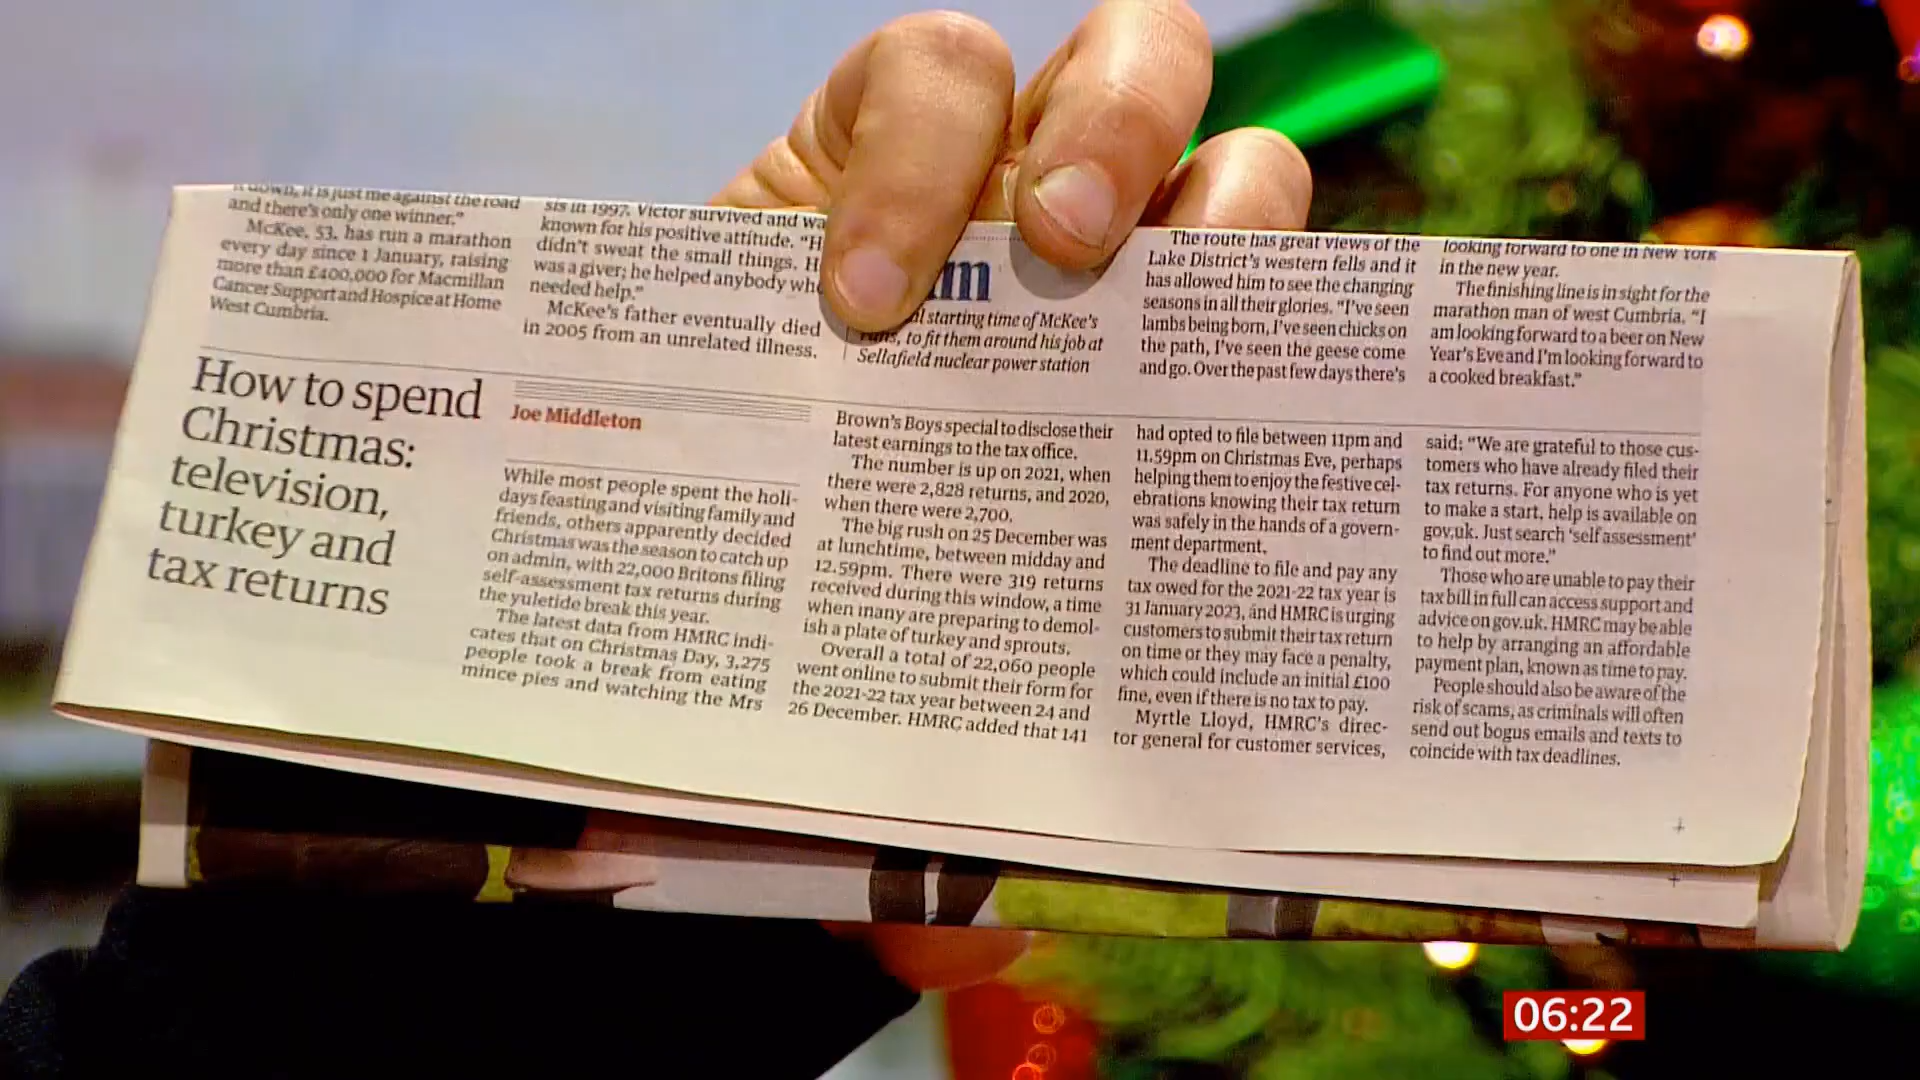 it down, it is just me against the road
and there's only one winner."
McKee, 53, has run a marathon
every day since 1 January, raising
more than £400,000 for Macmillan
Cancer Support and Hospice at Home
West Cumbria.
sis in 1997. Victor survived and wa
known for his positive attitude. "H
didn't sweat the small things. H
was a giver; he helped anybody who
needed help."
McKee's father eventually died
in 2005 from an unrelated illness.
m
al starting time of McKee's
runs, to fit them around his job at
Sellafield nuclear power station
The route has great views of the
Lake District's western fells and it
has allowed him to see the changing
seasons in all their glories. "I've seen
lambs being born, I've seen chicks on
the path, I've seen the geese come
and go. Over the past few days there's
looking forward to one in New York
in the new year.
The finishing line is in sight for the
marathon man of west Cumbria. "I
am looking forward to a beer on New
Year's Eve and I'm looking forward to
a cooked breakfast."
How to spend
Christmas:
television,
turkey and
tax returns
Joe Middleton
While most people spent the holi-
days feasting and visiting family and
friends, others apparently decided
Christmas was the season to catch up
on admin, with 22,000 Britons filing
self-assessment tax returns during
the yuletide break this year.
The latest data from HMRC indi-
cates that on Christmas Day, 3,275
people took a break from eating
mince pies and watching the Mrs
Brown's Boys special to disclose their
latest earnings to the tax office.
The number is up on 2021, when
there were 2,828 returns, and 2020,
when there were 2,700.
The big rush on 25 December was
at lunchtime, between midday and
12.59pm. There were 319 returns
received during this window, a time
when many are preparing to demol-
ish a plate of turkey and sprouts.
Overall a total of 22,060 people
went online to submit their form for
the 2021-22 tax year between 24 and
26 December. HMRC added that 141
had opted to file between 11pm and
11.59pm on Christmas Eve, perhaps
helping them to enjoy the festive cel-
ebrations knowing their tax return
was safely in the hands of a govern-
ment department.
The deadline to file and pay any
tax owed for the 2021-22 tax year is
31 January 2023, and HMRC is urging
customers to submit their tax return
on time or they may face a penalty,
which could include an initial £100
fine, even if there is no tax to pay.
Myrtle Lloyd, HMRC's direc-
tor general for customer services,
said: "We are grateful to those cus-
tomers who have already filed their
tax returns. For anyone who is yet
to make a start, help is available on
gov.uk. Just search 'self assessment'
to find out more."
Those who are unable to pay their
tax bill in full can access support and
advice on gov.uk. HMRC may be able
to help by arranging an affordable
payment plan, known as time to pay.
People should also be aware of the
risk of scams, as criminals will often
send out bogus emails and texts to
coincide with tax deadlines.
06:22